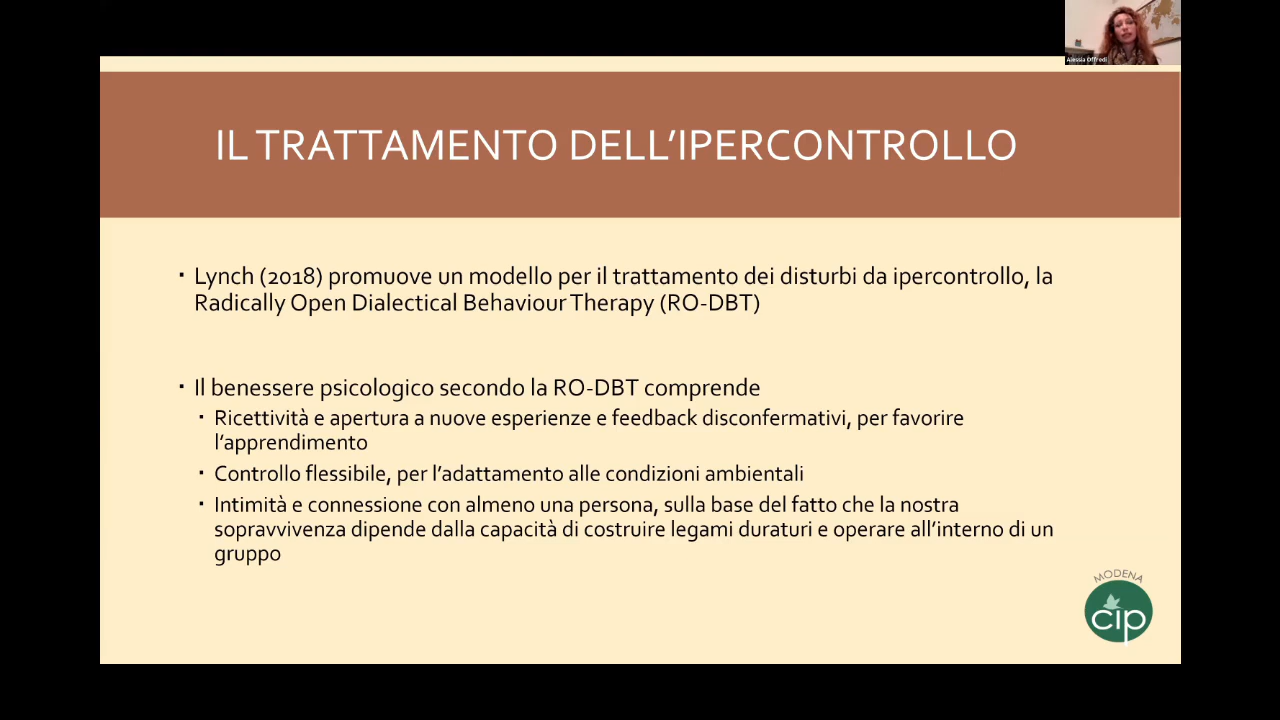 Alessia Offredi
IL TRATTAMENTO DELL’IPERCONTROLLO
▪ Lynch (2018) promuove un modello per il trattamento dei disturbi da ipercontrollo, la
Radically Open Dialectical Behaviour Therapy (RO-DBT)
▪ Il benessere psicologico secondo la RO-DBT comprende
▪ Ricettività e apertura a nuove esperienze e feedback disconfermativi, per favorire
l’apprendimento
▪ Controllo flessibile, per l’adattamento alle condizioni ambientali
▪ Intimità e connessione con almeno una persona, sulla base del fatto che la nostra
sopravvivenza dipende dalla capacità di costruire legami duraturi e operare all’interno di un
gruppo
MODENA
cip